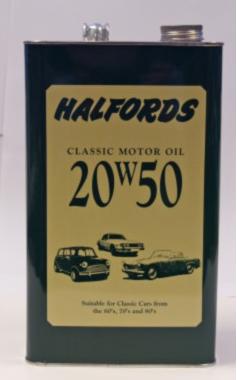 HALFORDS
CLASSIC MOTOR OIL
20W50
Suitable for Classic Cars from
the 60's, 70's and 80's